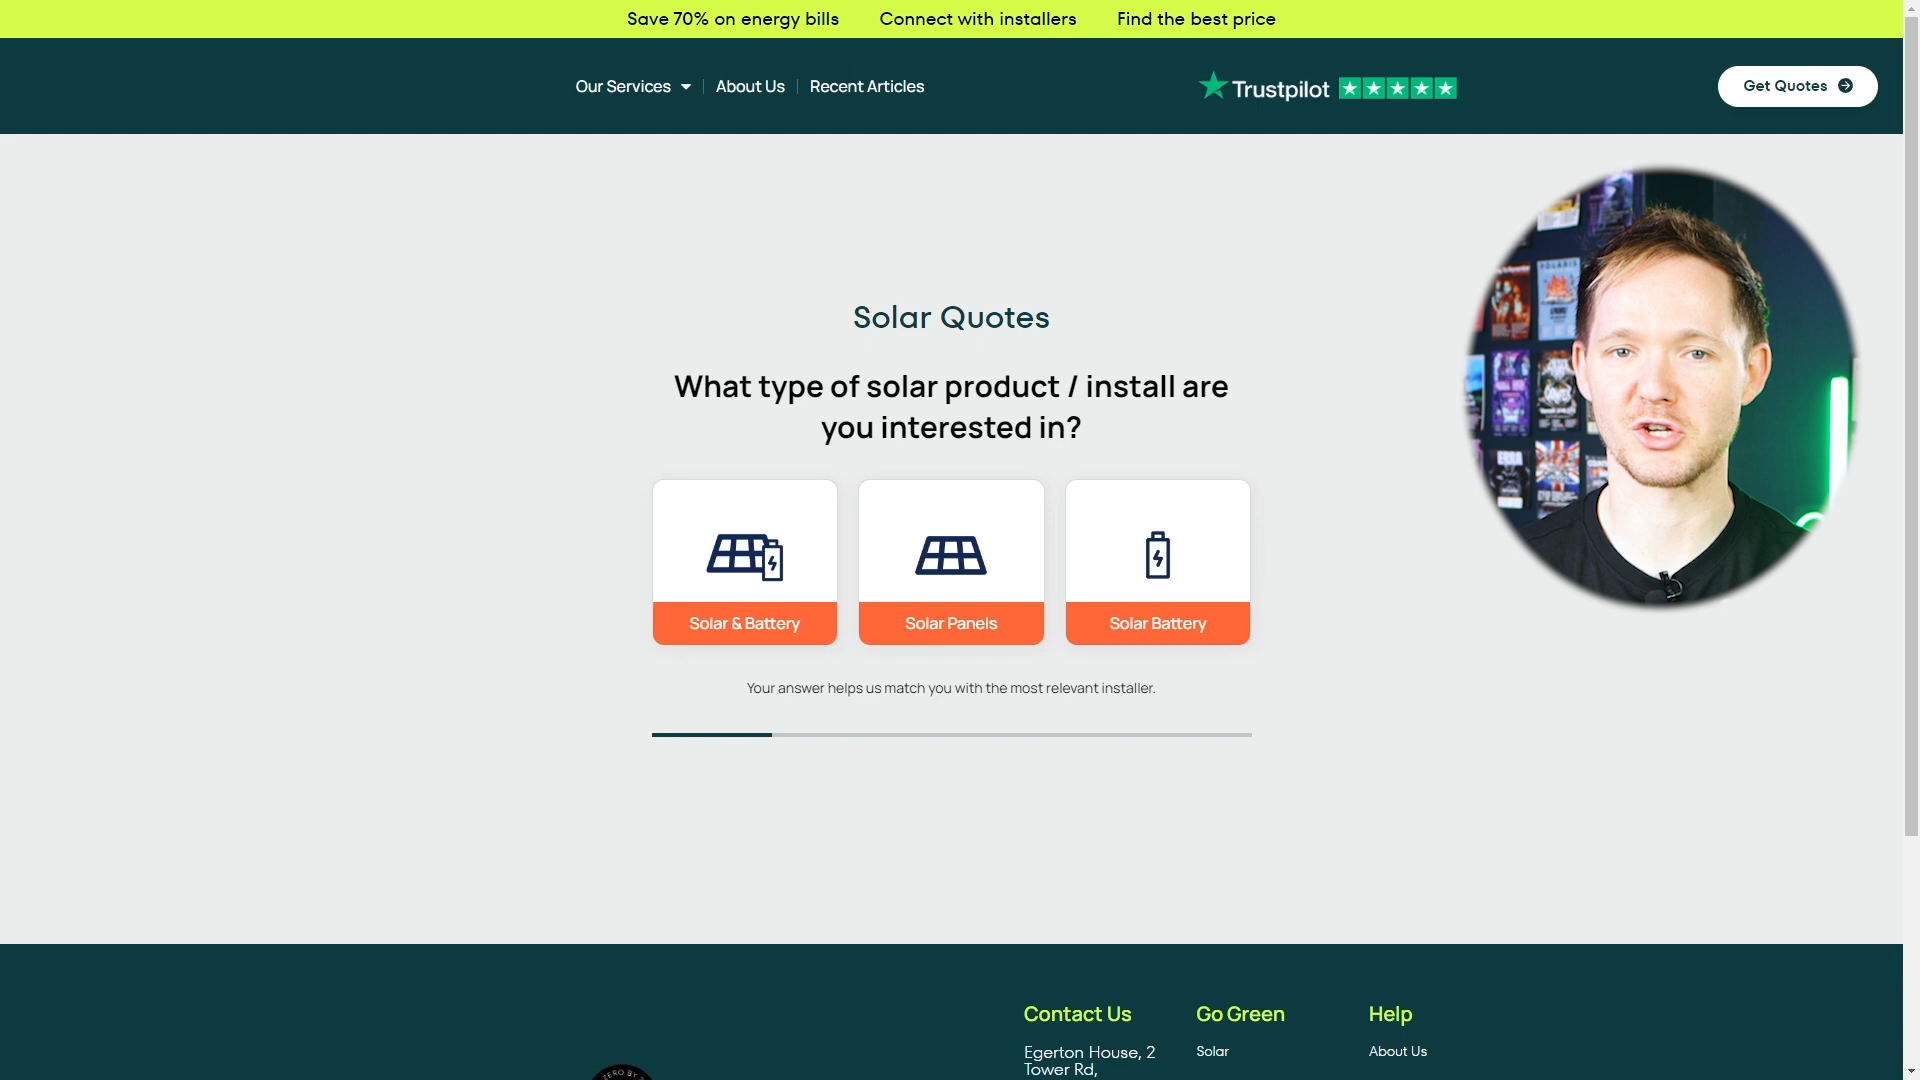 Save 70% on energy bills Connect with installers Find the best price
Our Services About Us Recent Articles
Trustpilot
Get Quotes
POLARIS
Solar Quotes
What type of solar product / install are
you interested in?
Solar & Battery Solar Panels Solar Battery
Your answer helps us match you with the most relevant installer.
Contact Us Go Green Help
Egerton House, 2 Solar About Us
Tower Rd,
ZERO BY